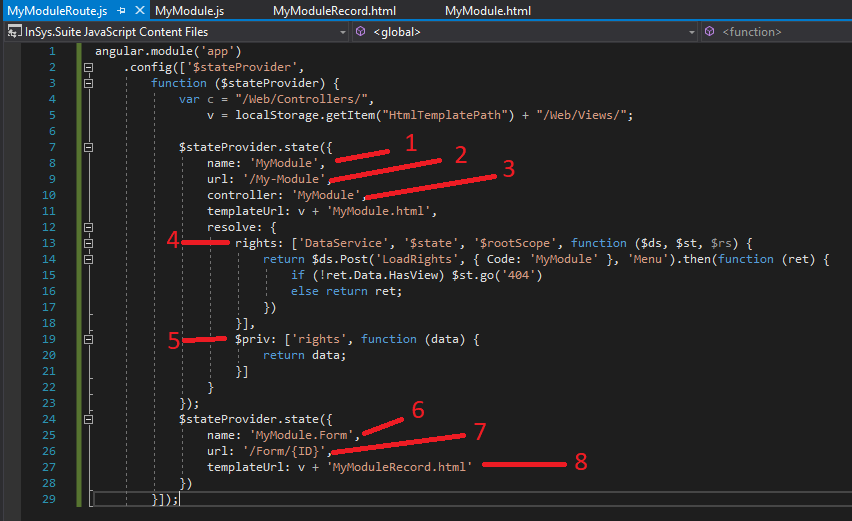 MyModuleRoute.js MyModule.js MyModuleRecord.html MyModule.html
InSys.Suite JavaScript Content Files <global> <function>
1 angular.module('app')
2 .config(['$stateProvider',
3 function ($stateProvider) {
4 var c = "/Web/Controllers/",
5 v = localStorage.getItem("HtmlTemplatePath") + "/Web/Views/";
6
7 $stateProvider.state({ 1
8 name: 'MyModule', 2
9 url: '/My-Module', 3
10 controller: 'MyModule',
11 templateUrl: v + 'MyModule.html',
12 resolve: {
13 4 rights: ['DataService', '$state', '$rootScope', function ($ds, $st, $rs) {
14 return $ds.Post('LoadRights', { Code: 'MyModule' }, 'Menu').then(function (ret) {
15 if (!ret.Data.HasView) $st.go('404')
16 else return ret;
17 })
18 }],
19 5 $priv: ['rights', function (data) {
20 return data;
21 }]
22 }
23 });
24 $stateProvider.state({ 6
25 name: 'MyModule.Form', 7
26 url: '/Form/{ID}',
27 templateUrl: v + 'MyModuleRecord.html' 8
28 })
29 }]);